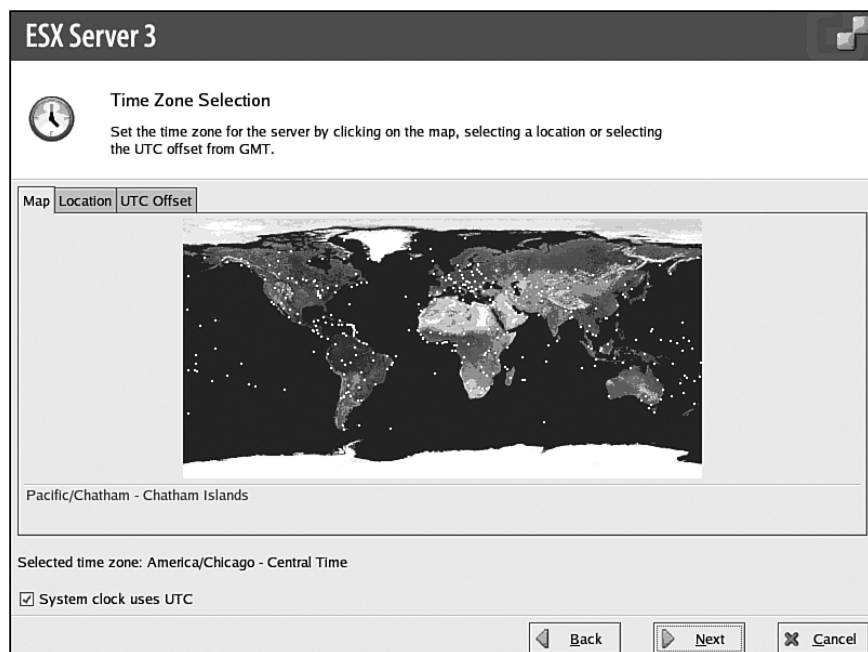 ESX Server 3
Time Zone Selection
Set the time zone for the server by clicking on the map, selecting a location or selecting
the UTC offset from GMT.
Map Location UTC Offset
Pacific/Chatham - Chatham Islands
Selected time zone: America/Chicago - Central Time
System clock uses UTC
Back Next Cancel